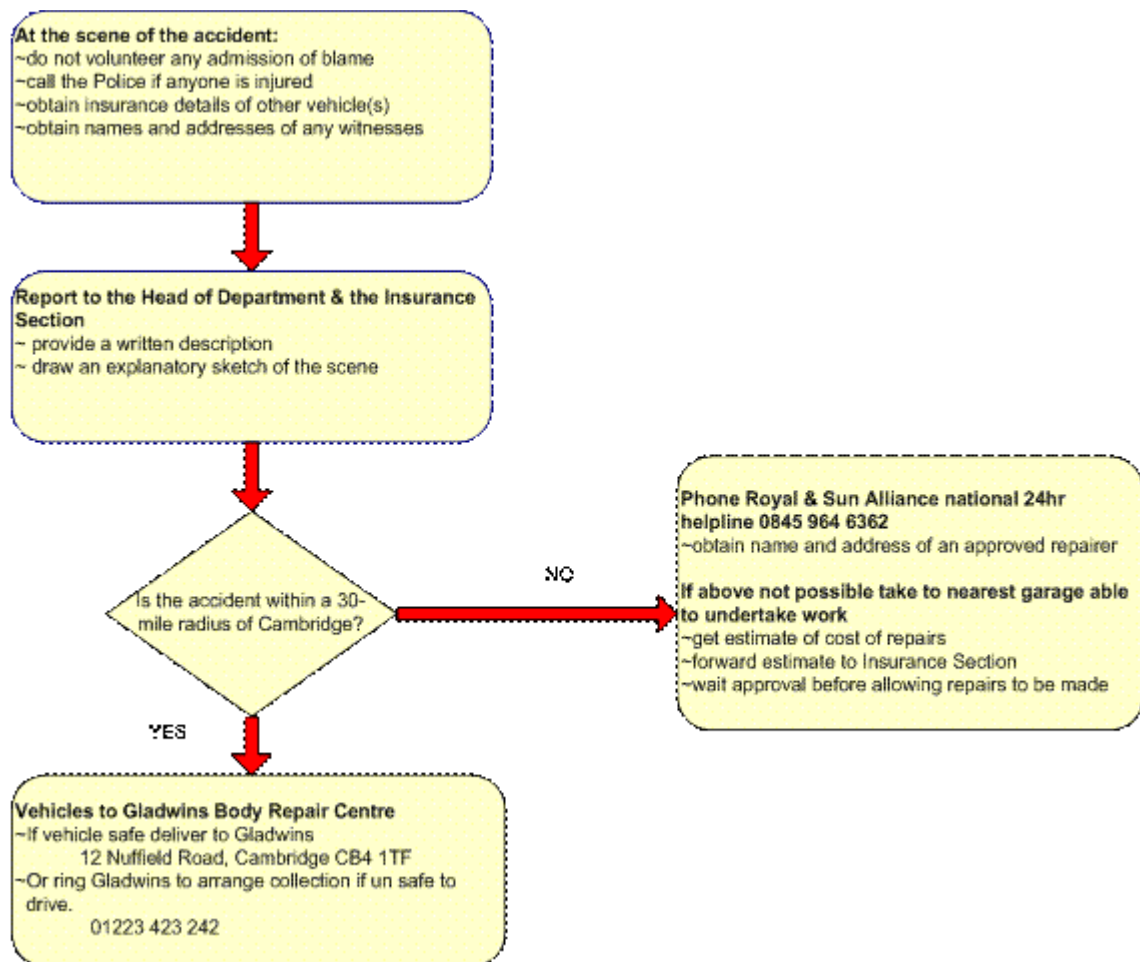 At the scene of the accident:
~do not volunteer any admission of blame
~call the Police if anyone is injured
~obtain insurance details of other vehicle(s)
~obtain names and addresses of any witnesses
Report to the Head of Department & the Insurance
Section
~ provide a written description
~ draw an explanatory sketch of the scene
Is the accident within a 30-
mile radius of Cambridge?
NO
Phone Royal & Sun Alliance national 24hr
helpline 0845 964 6362
~obtain name and address of an approved repairer
If above not possible take to nearest garage able
to undertake work
~get estimate of cost of repairs
~forward estimate to Insurance Section
~wait approval before allowing repairs to be made
YES
Vehicles to Gladwins Body Repair Centre
~If vehicle safe deliver to Gladwins
12 Nuffield Road, Cambridge CB4 1TF
~Or ring Gladwins to arrange collection if un safe to
drive.
01223 423 242